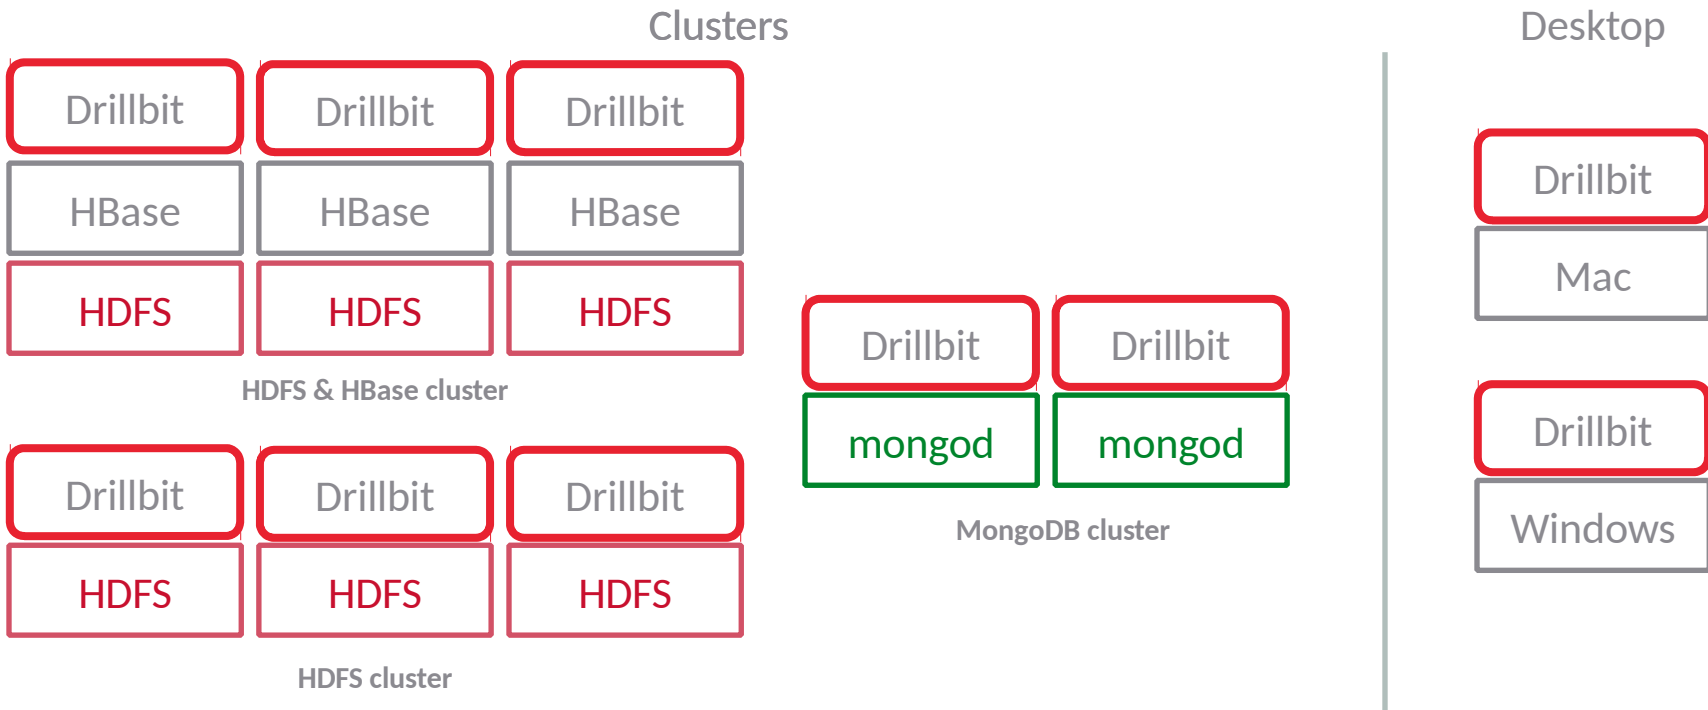 Clusters
Desktop
Drillbit Drillbit Drillbit
HBase HBase HBase
HDFS HDFS HDFS
HDFS & HBase cluster
Drillbit Drillbit Drillbit
HDFS HDFS HDFS
HDFS cluster
Drillbit Drillbit
mongod mongod
MongoDB cluster
Drillbit
Mac
Drillbit
Windows